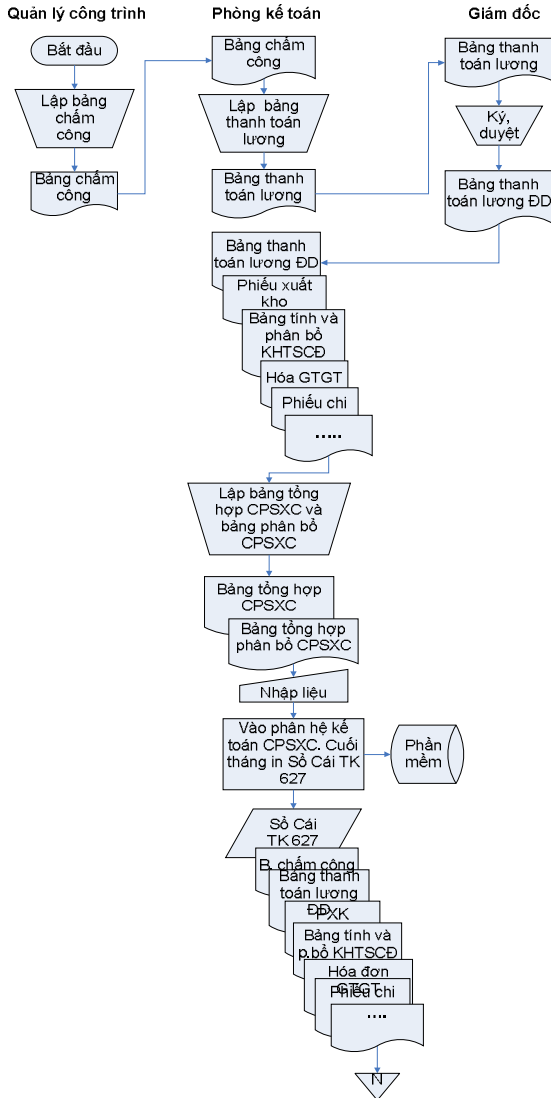 Quản lý công trình
Phòng kế toán
Giám đốc
Bắt đầu
Lập bảng
chấm
công
Bảng chấm
công
Bảng chấm
công
Lập bảng
thanh toán
lương
Bảng thanh
toán lương
Bảng thanh
toán lương
Ký,
duyệt
Bảng thanh
toán lương ĐD
Bảng thanh
toán lương ĐD
Phiếu xuất
kho
Bảng tính và
phân bổ
KHTSCĐ
Hóa GTGT
Phiếu chi
.....
Lập bảng tổng
hợp CPSXC và
bảng phân bổ
CPSXC
Bảng tổng hợp
CPSXC
Bảng tổng hợp
phân bổ CPSXC
Nhập liệu
Vào phân hệ kế
toán CPSXC. Cuối
tháng in Sổ Cái TK
627
Phần
mềm
Sổ Cái
TK 627
B. chấm công
Bảng thanh
toán lương
ĐD
PXK
Bảng tính và
p.bổ KHTSCĐ
Hóa đơn
GTGT
Phiếu chi
....
N